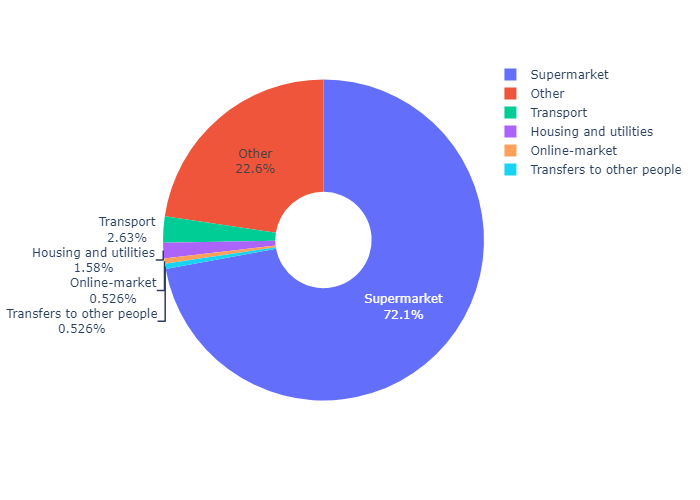 Supermarket
Other
Transport
Housing and utilities
Online-market
Transfers to other people
Other
22.6%
Transport
2.63%
Housing and utilities
1.58%
Online-market
0.526%
Transfers to other people
0.526%
Supermarket
72.1%